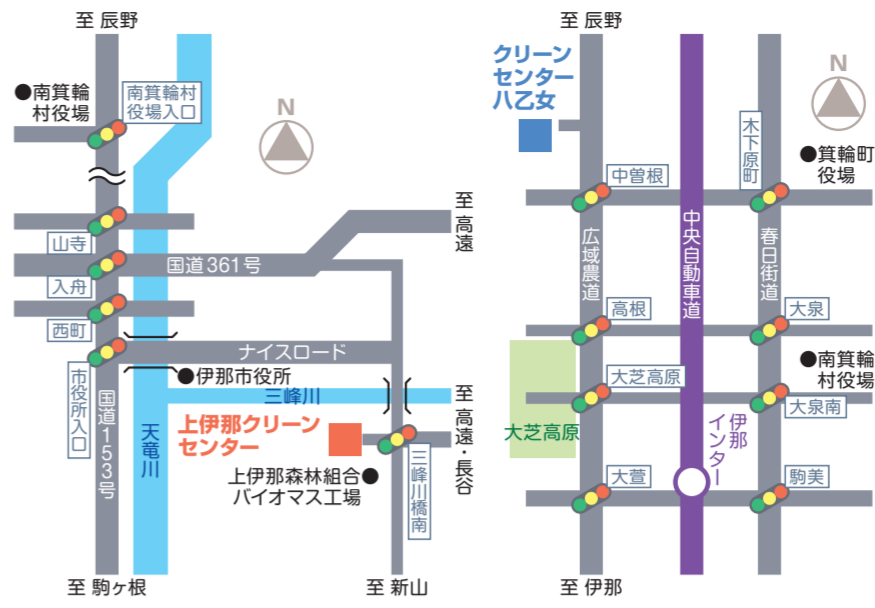 至 辰野
●南箕輪
村役場
南箕輪村
役場入口
N
山寺
至 高遠
国道361号
入舟
西町
ナイスロード
市役所入口
国道153号
●伊那市役所
三峰川
天竜川
上伊那クリーン
センター
至 高遠・長谷
上伊那森林組合●
バイオマス工場
三峰川橋南
至 駒ヶ根
至 新山
至 辰野
クリーン
センター
八乙女
N
木下原町
●箕輪町
役場
中曽根
広域農道
中央自動車道
春日街道
高根
大泉
●南箕輪
村役場
大芝高原
大芝高原
大泉南
伊那
インター
大萱
駒美
至 伊那